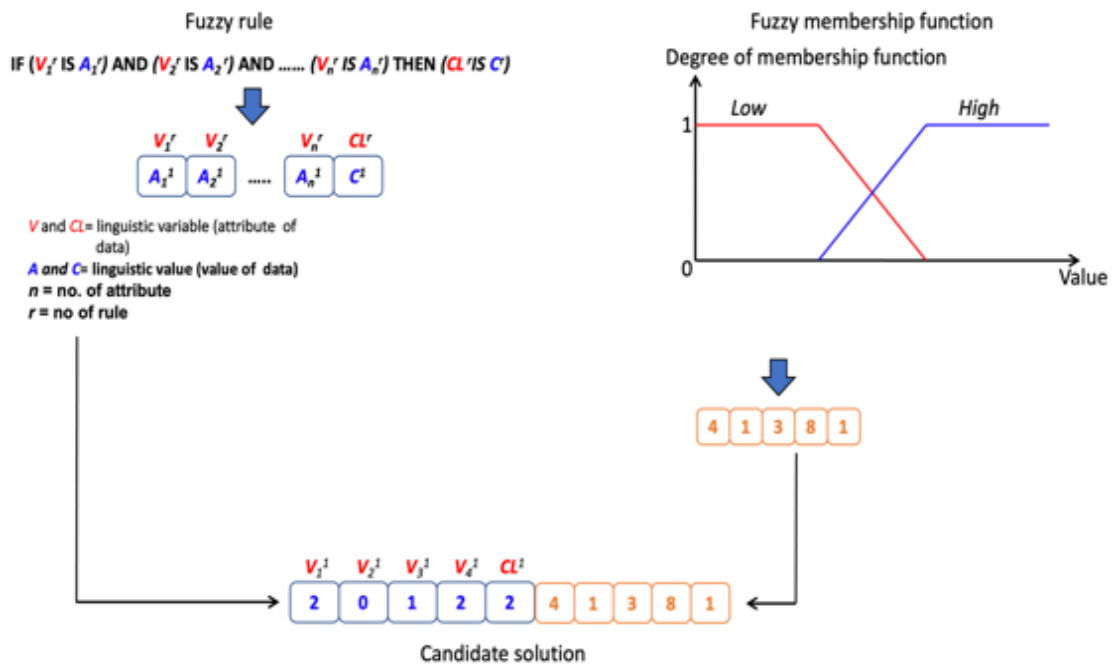 Fuzzy rule
IF (V₁ʳ IS A₁ʳ) AND (V₂ʳ IS A₂ʳ) AND ...... (Vₙʳ IS Aₙʳ) THEN (CLʳ IS Cʳ)
V₁ʳ V₂ʳ Vₙʳ CLʳ
A₁¹ A₂¹ ..... Aₙ¹ C¹
V and CL= linguistic variable (attribute of
data)
A and C= linguistic value (value of data)
n = no. of attribute
r = no of rule
Fuzzy membership function
Degree of membership function
Low High
1
0
Value
4 1 3 8 1
V₁¹ V₂¹ V₃¹ V₄¹ CL¹
2 0 1 2 2 4 1 3 8 1
Candidate solution